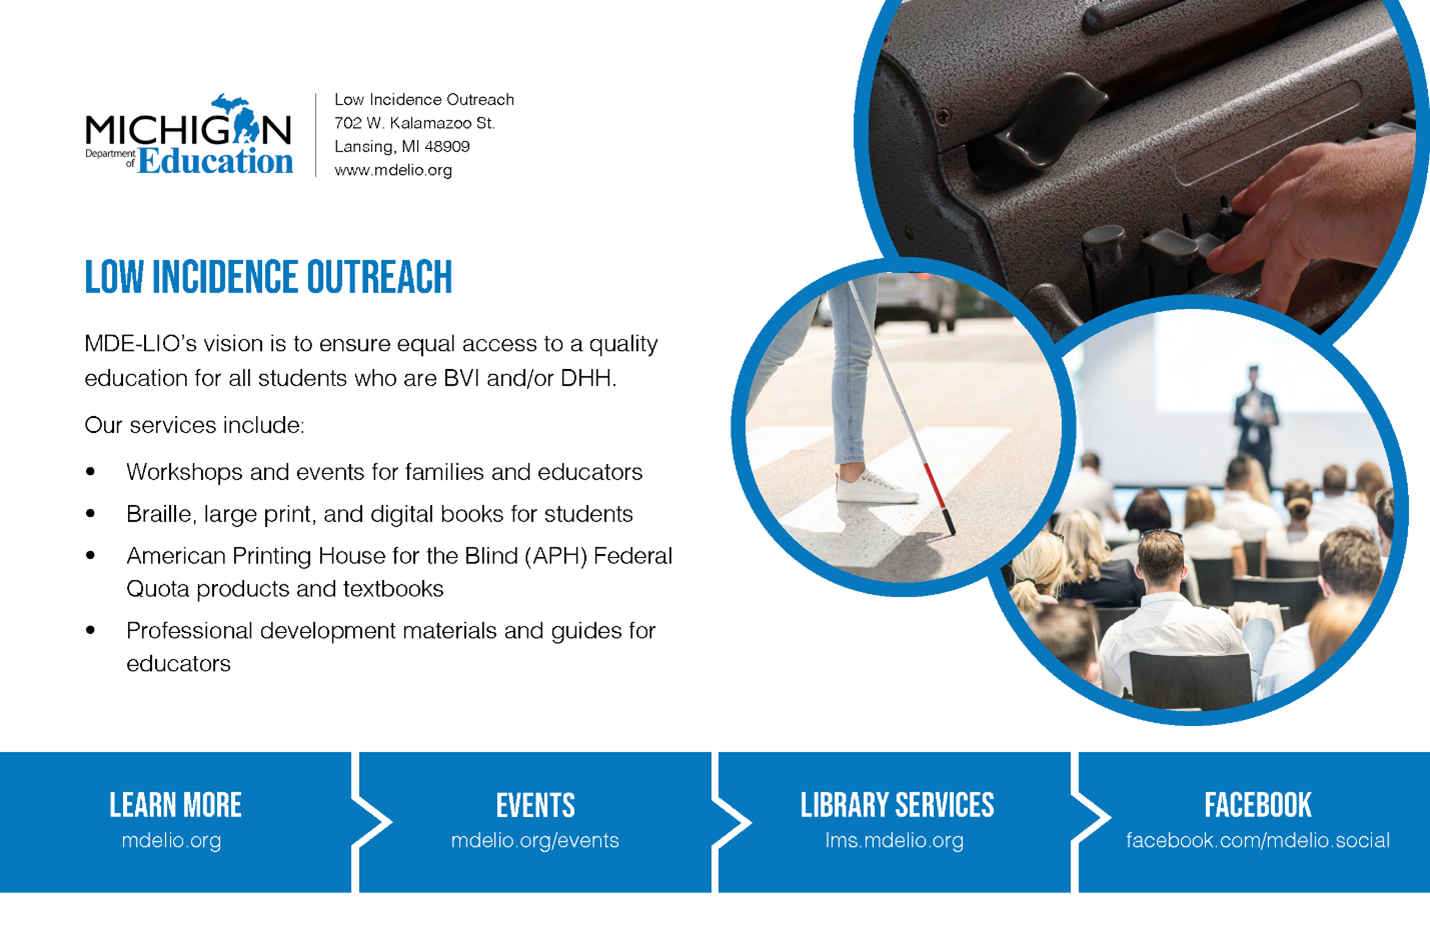 MICHIGAN
Department of Education
Low Incidence Outreach
702 W. Kalamazoo St.
Lansing, MI 48909
www.mdelio.org
LOW INCIDENCE OUTREACH
MDE-LIO’s vision is to ensure equal access to a quality
education for all students who are BVI and/or DHH.
Our services include:
• Workshops and events for families and educators
• Braille, large print, and digital books for students
• American Printing House for the Blind (APH) Federal
Quota products and textbooks
• Professional development materials and guides for
educators
LEARN MORE
mdelio.org
EVENTS
mdelio.org/events
LIBRARY SERVICES
lms.mdelio.org
FACEBOOK
facebook.com/mdelio.social